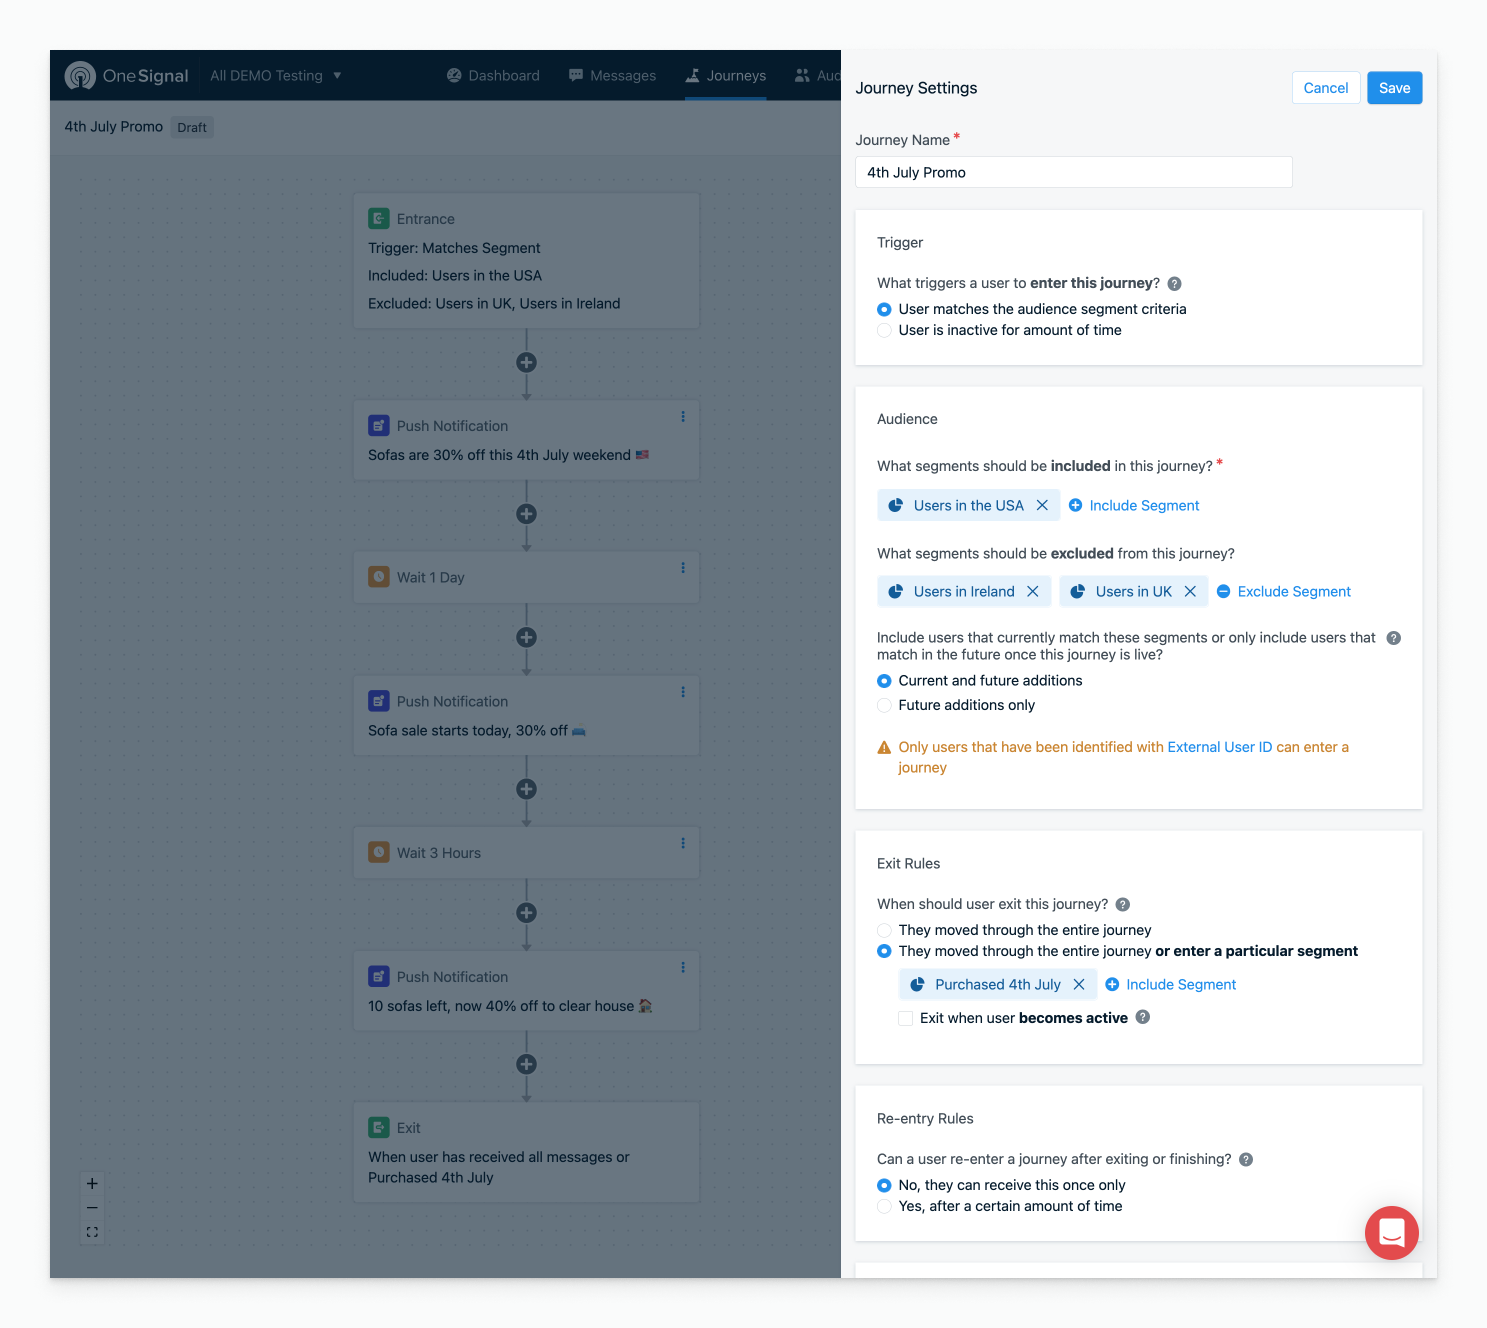 OneSignal
All DEMO Testing ▼
Dashboard
Messages
Journeys
Aud
4th July Promo
Draft
Entrance
Trigger: Matches Segment
Included: Users in the USA
Excluded: Users in UK, Users in Ireland
Push Notification
Sofas are 30% off this 4th July weekend 🇺🇸
Wait 1 Day
Push Notification
Sofa sale starts today, 30% off 🛋️
Wait 3 Hours
Push Notification
10 sofas left, now 40% off to clear house 🏠
Exit
When user has received all messages or
Purchased 4th July
Journey Settings
Cancel
Save
Journey Name *
4th July Promo
Trigger
What triggers a user to enter this journey? ?
User matches the audience segment criteria
User is inactive for amount of time
Audience
What segments should be included in this journey? *
Users in the USA
Include Segment
What segments should be excluded from this journey?
Users in Ireland
Users in UK
Exclude Segment
Include users that currently match these segments or only include users that ?
match in the future once this journey is live?
Current and future additions
Future additions only
Only users that have been identified with External User ID can enter a
journey
Exit Rules
When should user exit this journey? ?
They moved through the entire journey
They moved through the entire journey or enter a particular segment
Purchased 4th July
Include Segment
Exit when user becomes active ?
Re-entry Rules
Can a user re-enter a journey after exiting or finishing? ?
No, they can receive this once only
Yes, after a certain amount of time